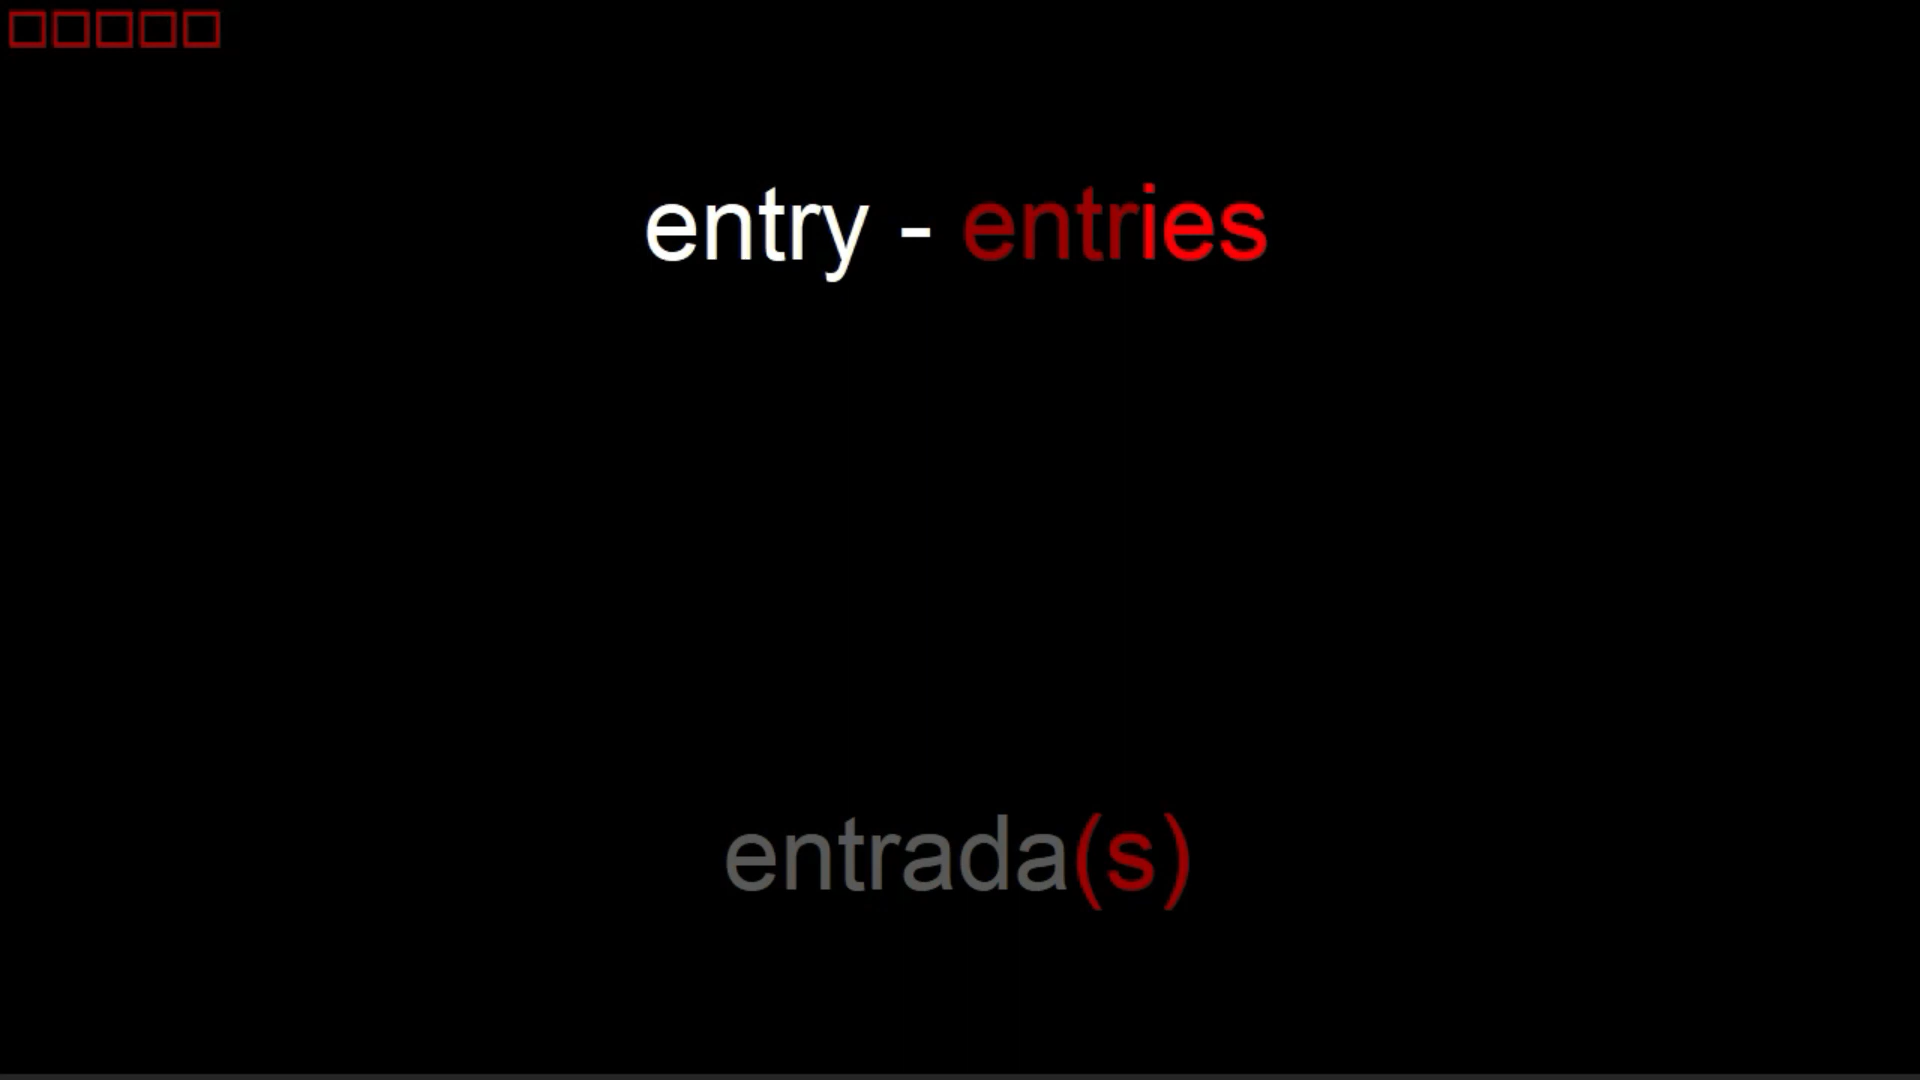 □□□□□
entry - entries
entrada(s)